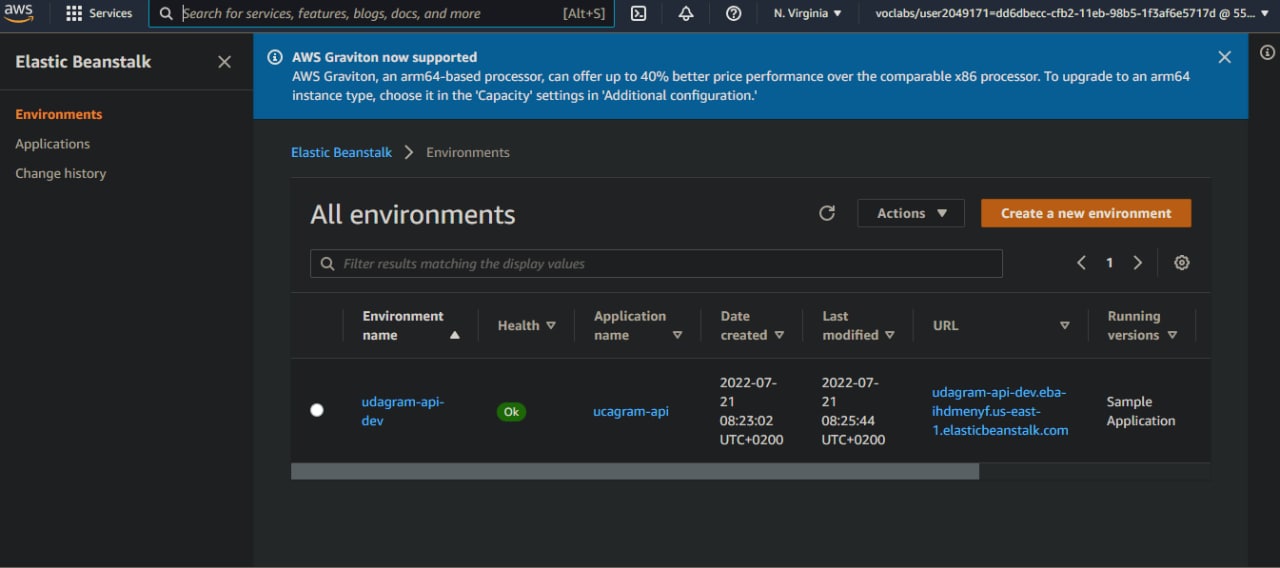 aws
Services
Search for services, features, blogs, docs, and more
[Alt+S]
N. Virginia
voclabs/user2049171=dd6dbecc-cfb2-11eb-98b5-1f3af6e5717d @ 55...
Elastic Beanstalk
Environments
Applications
Change history
AWS Graviton now supported
AWS Graviton, an arm64-based processor, can offer up to 40% better price performance over the comparable x86 processor. To upgrade to an arm64
instance type, choose it in the 'Capacity' settings in 'Additional configuration.'
Elastic Beanstalk
Environments
All environments
Actions
Create a new environment
Filter results matching the display values
1
Environment
name
Health
Application
name
Date
created
Last
modified
URL
Running
versions
udagram-api-
dev
Ok
ucagram-api
2022-07-
21
08:23:02
UTC+0200
2022-07-
21
08:25:44
UTC+0200
udagram-api-dev.eba-
ihdmenyf.us-east-
1.elasticbeanstalk.com
Sample
Application